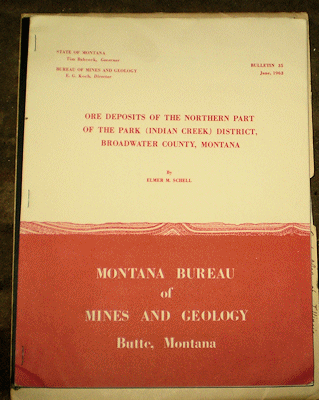 STATE OF MONTANA
Tim Babcock, Governor
BUREAU OF MINES AND GEOLOGY
E. G. Koch, Director
BULLETIN 35
June, 1963
ORE DEPOSITS OF THE NORTHERN PART
OF THE PARK (INDIAN CREEK) DISTRICT,
BROADWATER COUNTY, MONTANA
By
ELMER M. SCHELL
MONTANA BUREAU
of
MINES AND GEOLOGY
Butte, Montana